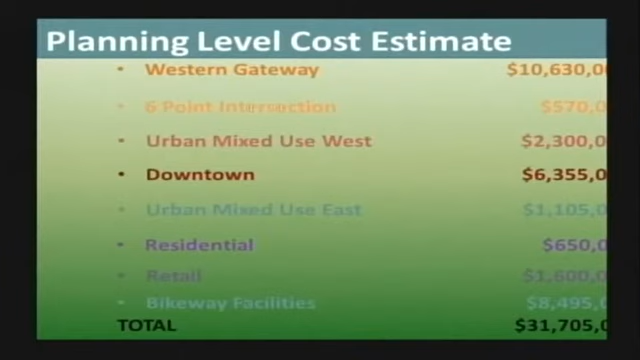 Planning Level Cost Estimate
• Western Gateway $10,630,0
• 6 Point Intersection $570,0
• Urban Mixed Use West $2,300,0
• Downtown $6,355,0
• Urban Mixed Use East $1,105,0
• Residential $650,0
• Retail $1,600,0
• Bikeway Facilities $8,495,0
TOTAL $31,705,0